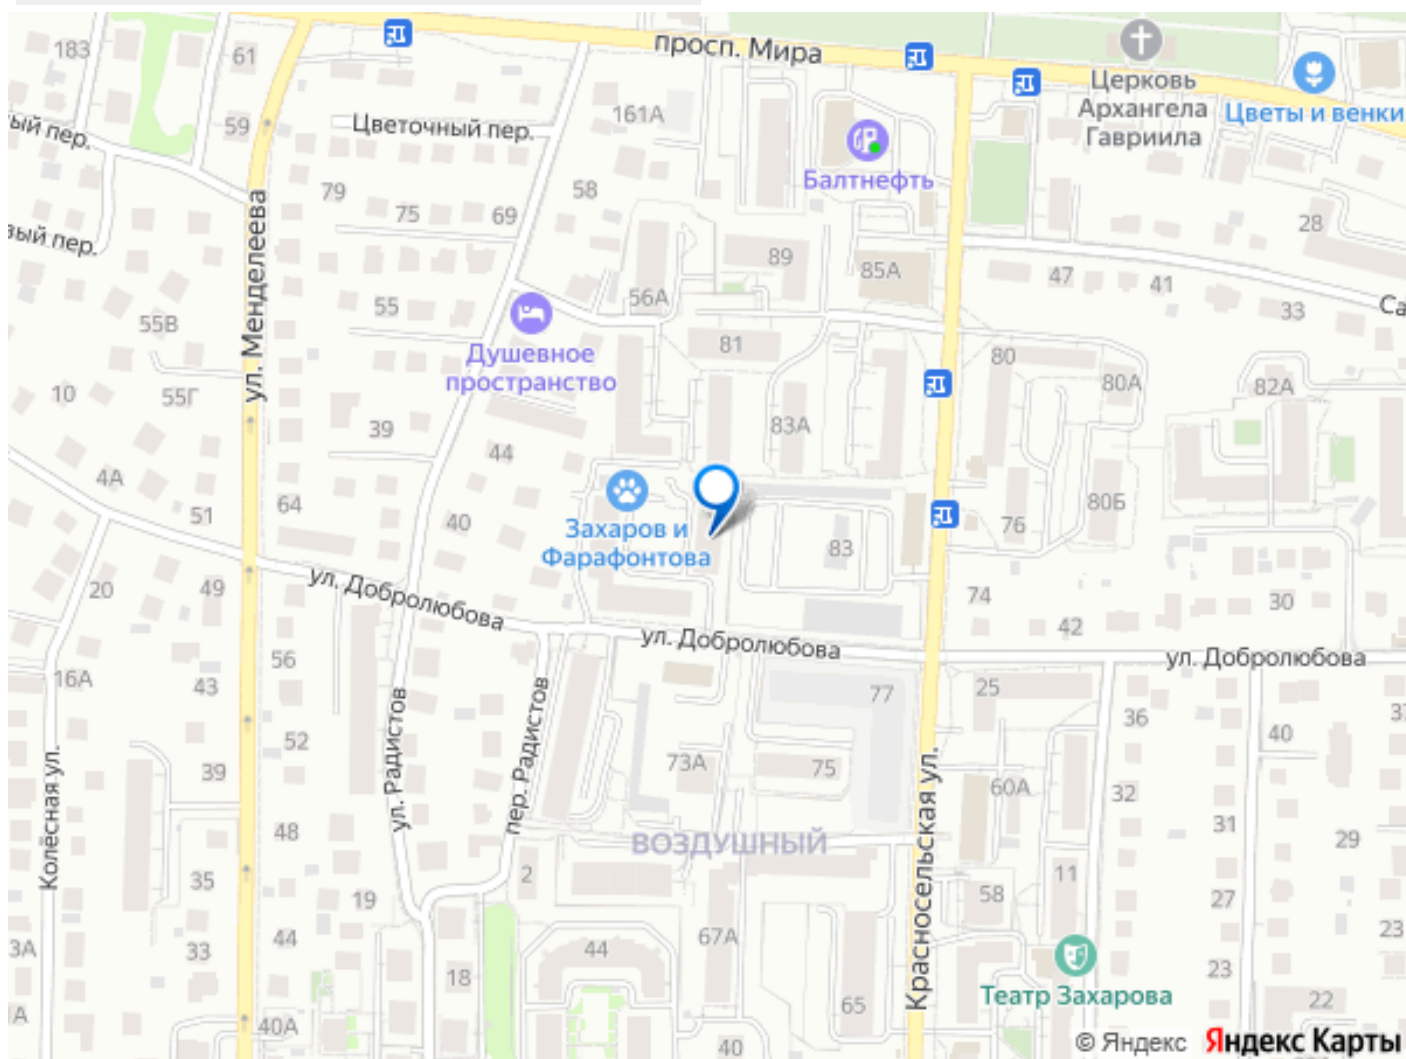 183
61
просп. Мира
Церковь
Архангела
Гавриила
Цветы и венки
161А
59
ый пер.
Цветочный пер.
Балтнефть
79
58
75
69
28
ул. Менделеева
вый пер.
89
85А
47
41
55
56А
33
Са
55В
Душевное
пространство
81
80
80А
82А
10
55Г
39
83А
44
4А
51
64
40
Захаров и
Фарафонтова
83
76
80Б
20
49
ул. Добролюбова
74
30
42
ул. Добролюбова
ул. Добролюбова
56
16А
43
77
25
36
37
40
52
39
ул. Радистов
пер. Радистов
73А
75
60А
32
Колёсная ул.
48
ВОЗДУШНЫЙ
Красносельская ул.
31
29
35
19
2
58
11
27
23
3А
33
44
67А
44
18
65
Театр Захарова
23
22
А
40А
40
© Яндекс Яндекс Карты